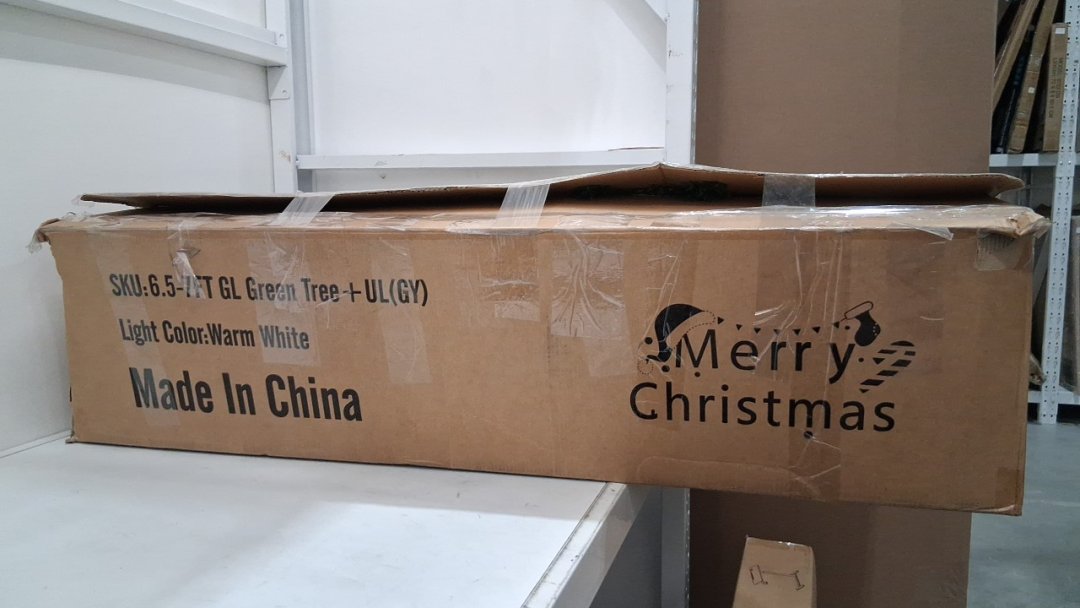 SKU:6.5-7FT GL Green Tree+UL(GY)
Light Color:Warm White
Made In China
Merry
Christmas